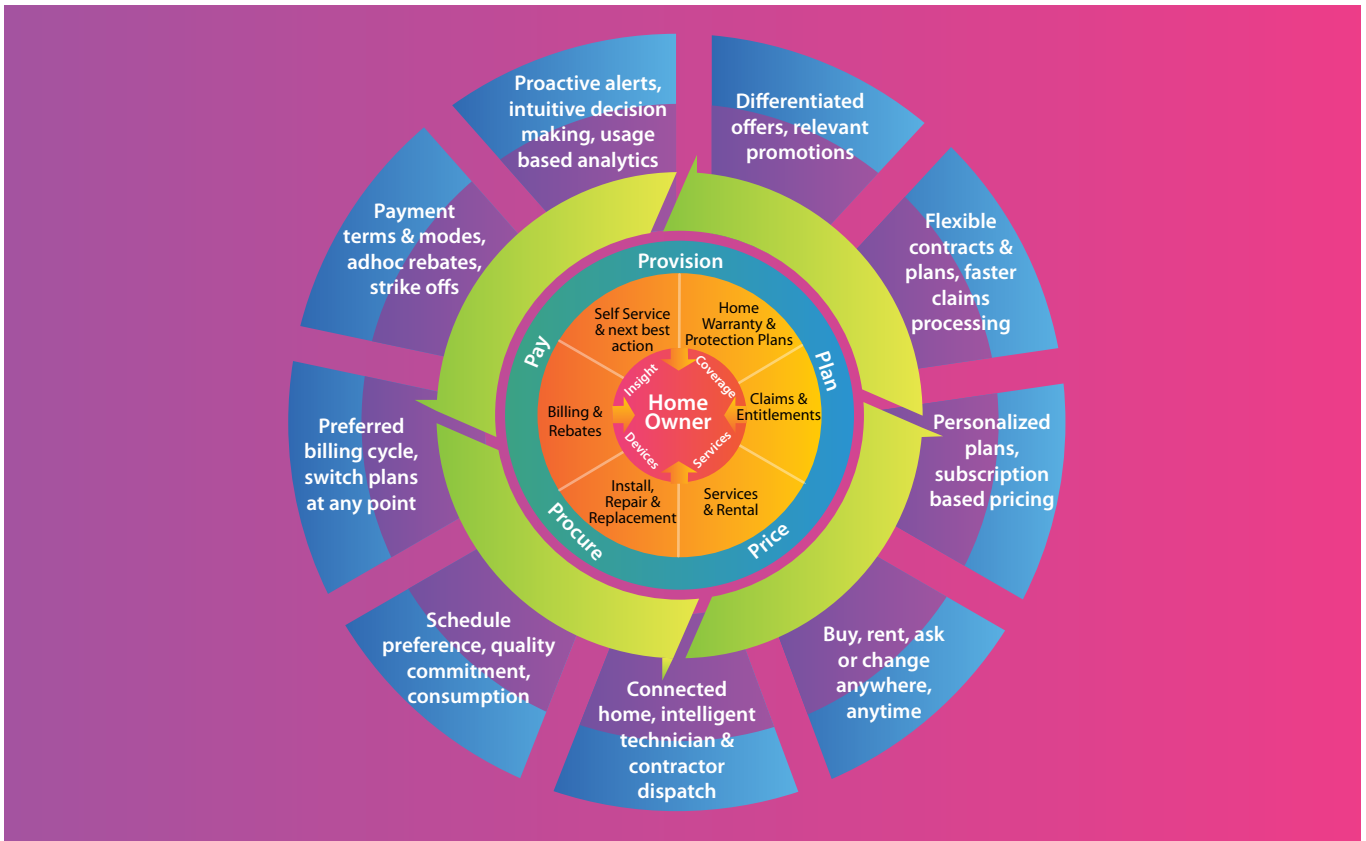 Proactive alerts,
intuitive decision
making, usage
based analytics
Differentiated
offers, relevant
promotions
Flexible
contracts &
plans, faster
claims
processing
Personalized
plans,
subscription
based pricing
Buy, rent, ask
or change
anywhere,
anytime
Connected
home, intelligent
technician &
contractor
dispatch
Schedule
preference, quality
commitment,
consumption
Preferred
billing cycle,
switch plans
at any point
Payment
terms & modes,
adhoc rebates,
strike offs
Provision
Plan
Price
Procure
Pay
Self Service
& next best
action
Home
Warranty &
Protection Plans
Claims &
Entitlements
Services
& Rental
Install,
Repair &
Replacement
Billing &
Rebates
Insight
Coverage
Services
Devices
Home
Owner